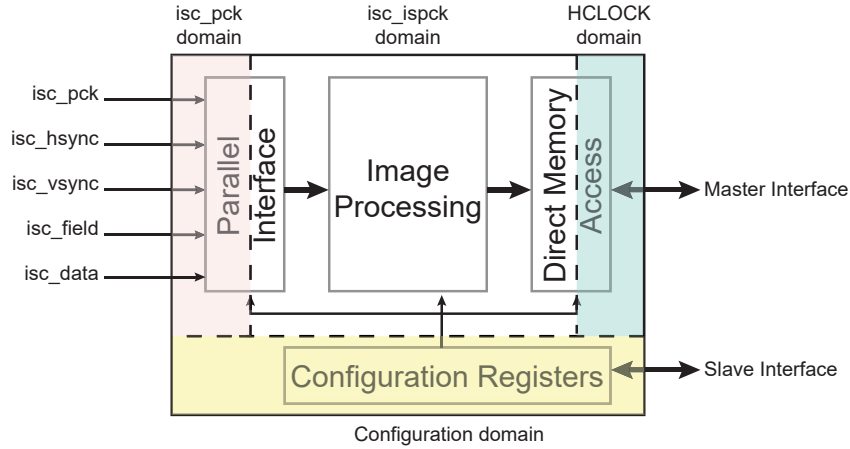 isc_pck
domain
isc_ispck
domain
HCLOCK
domain
isc_pck
isc_hsync
isc_vsync
isc_field
isc_data
Parallel
Interface
Image
Processing
Direct Memory
Access
Master Interface
Configuration Registers
Slave Interface
Configuration domain